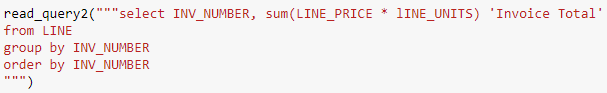 read_query2("""select INV_NUMBER, sum(LINE_PRICE * lINE_UNITS) 'Invoice Total'
from LINE
group by INV_NUMBER
order by INV_NUMBER
""")